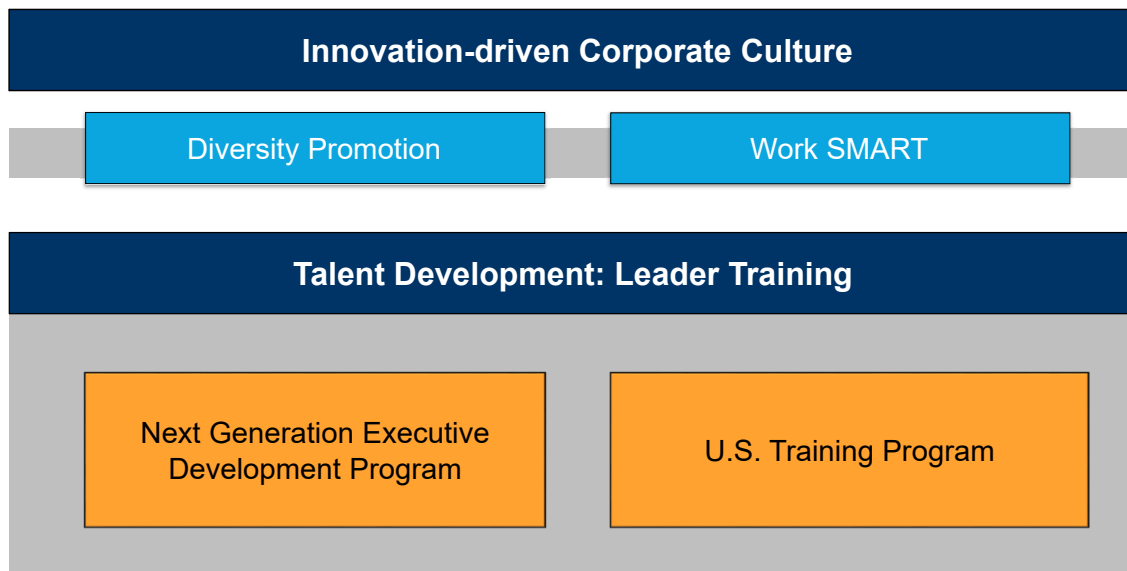 Innovation-driven Corporate Culture
Diversity Promotion
Work SMART
Talent Development: Leader Training
Next Generation Executive
Development Program
U.S. Training Program